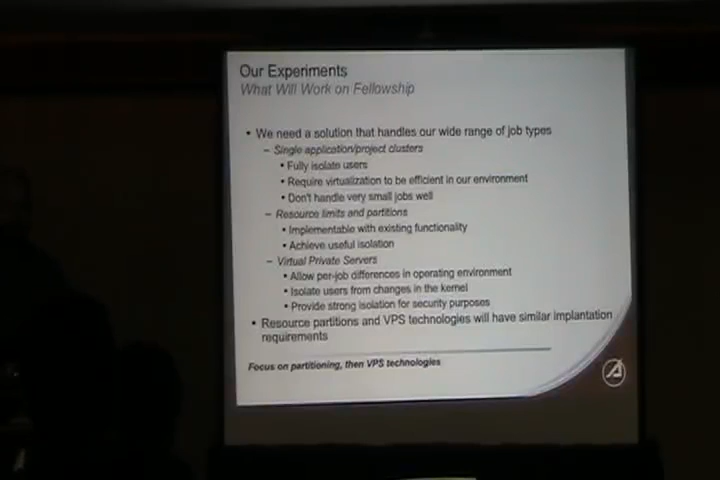 Our Experiments
What Will Work on Fellowship
• We need a solution that handles our wide range of job types
– Single application/project clusters
• Fully isolate users
• Require virtualization to be efficient in our environment
• Don't handle very small jobs well
– Resource limits and partitions
• Implementable with existing functionality
• Achieve useful isolation
– Virtual Private Servers
• Allow per-job differences in operating environment
• Isolate users from changes in the kernel
• Provide strong isolation for security purposes
• Resource partitions and VPS technologies will have similar implantation
requirements
Focus on partitioning, then VPS technologies